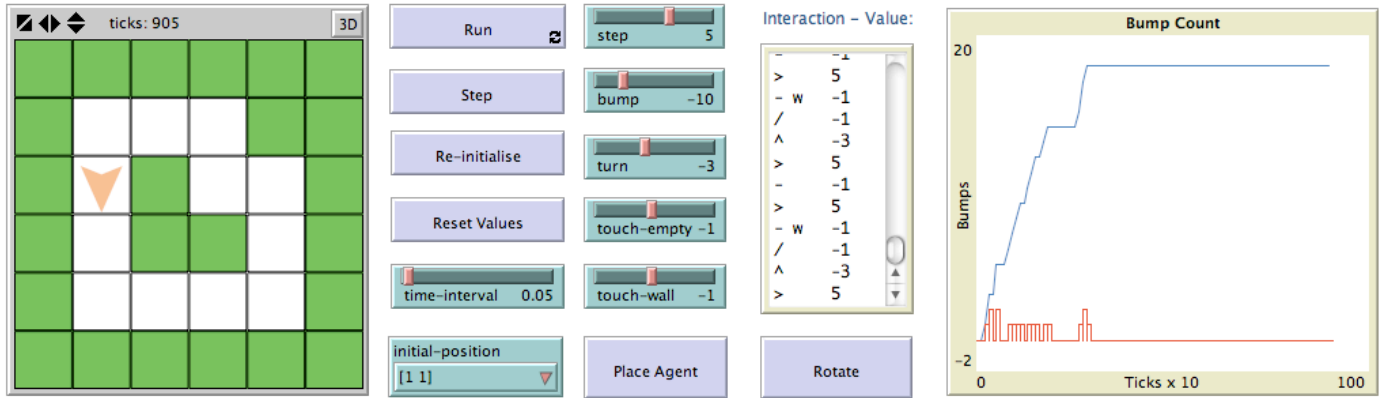 ticks: 905
3D
Run
Step
Re-initialise
Reset Values
time-interval 0.05
initial-position
[1 1]
step 5
bump -10
turn -3
touch-empty -1
touch-wall -1
Place Agent
Interaction - Value:
- -1
> 5
- w -1
/ -1
^ -3
> 5
- -1
> 5
- w -1
/ -1
^ -3
> 5
Rotate
Bump Count
20
Bumps
-2
0
Ticks x 10
100